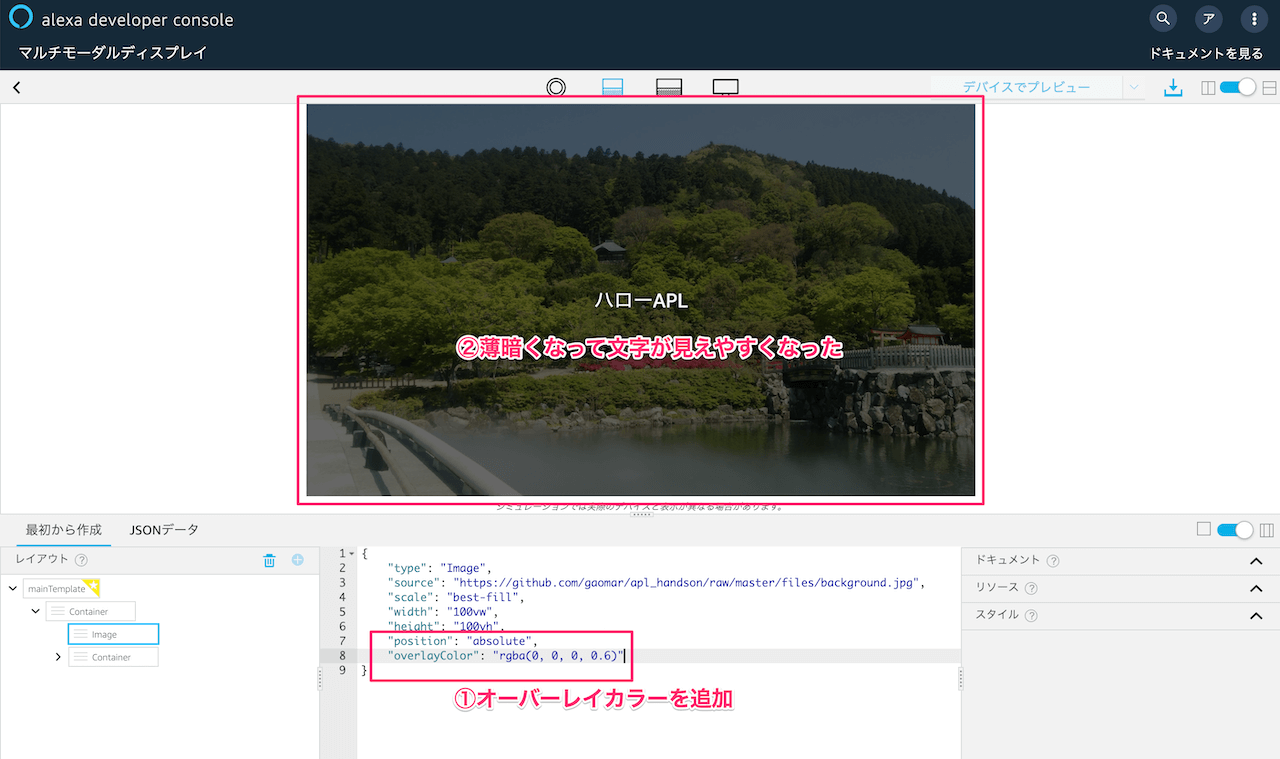 alexa developer console
ア
マルチモーダルディスプレイ
ドキュメントを見る
デバイスでプレビュー
ハローAPL
②薄暗くなって文字が見えやすくなった
シミュレーションでは実際のデバイスと表示が異なる場合があります。
最初から作成
JSONデータ
レイアウト ?
mainTemplate
Container
Image
Container
1 {
2 "type": "Image",
3 "source": "https://github.com/gaomar/apl_handson/raw/master/files/background.jpg",
4 "scale": "best-fill",
5 "width": "100vw",
6 "height": "100vh",
7 "position": "absolute",
8 "overlayColor": "rgba(0, 0, 0, 0.6)"
9 }
①オーバーレイカラーを追加
ドキュメント ?
リソース ?
スタイル ?